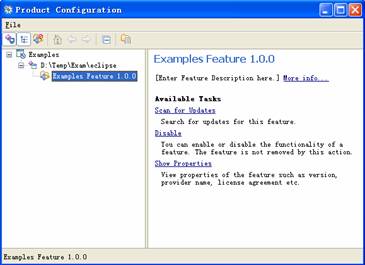 Product Configuration
File
Examples
D:\Temp\Exam\eclipse
Examples Feature 1.0.0
Examples Feature 1.0.0
[Enter Feature Description here.] More info...
Available Tasks
Scan for Updates
Search for updates for this feature.
Disable
You can enable or disable the functionality of a
feature. The feature is not removed by this action.
Show Properties
View properties of the feature such as version,
provider name, license agreement etc.
Examples Feature 1.0.0